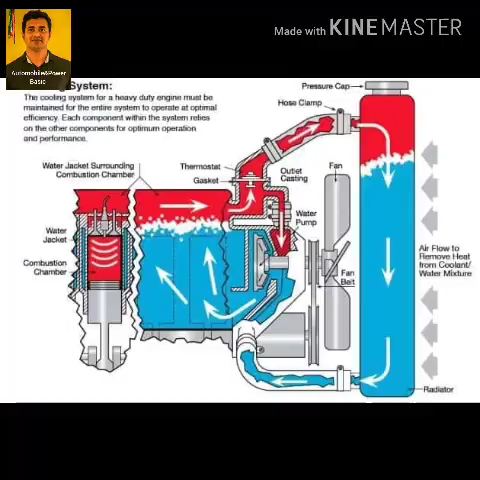 Made with KINEMASTER
Automobile&Power
Basic
System:
The cooling system for a heavy duty engine must be
maintained for the entire system to operate at optimal
efficiency. Each component within the system relies
on the other components for optimum operation
and performance.
Pressure Cap
Hose Clamp
Water Jacket Surrounding
Combustion Chamber
Thermostat
Gasket
Outlet
Casting
Fan
Water
Pump
Water
Jacket
Combustion
Chamber
Air Flow to
Remove Heat
from Coolant/
Water Mixture
Fan
Belt
Radiator